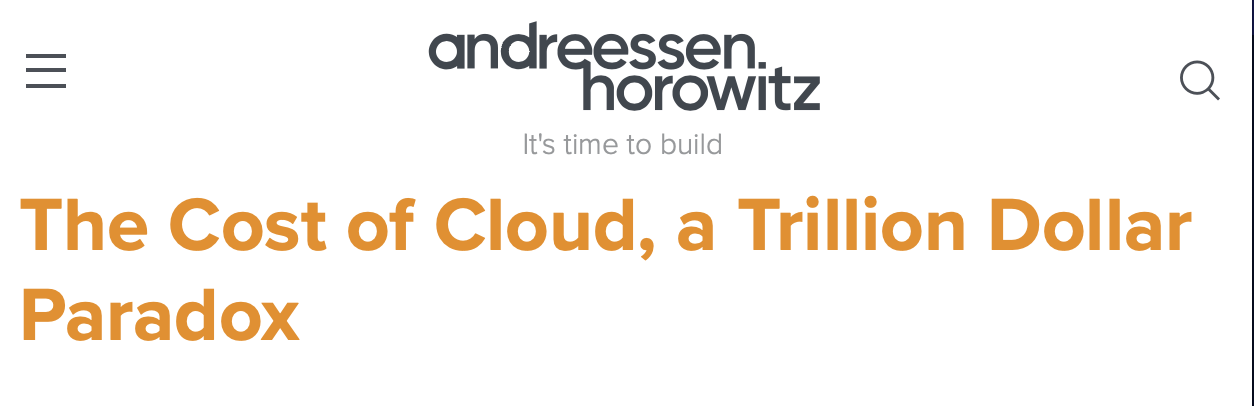 andreessen.
horowitz
It's time to build
The Cost of Cloud, a Trillion Dollar
Paradox